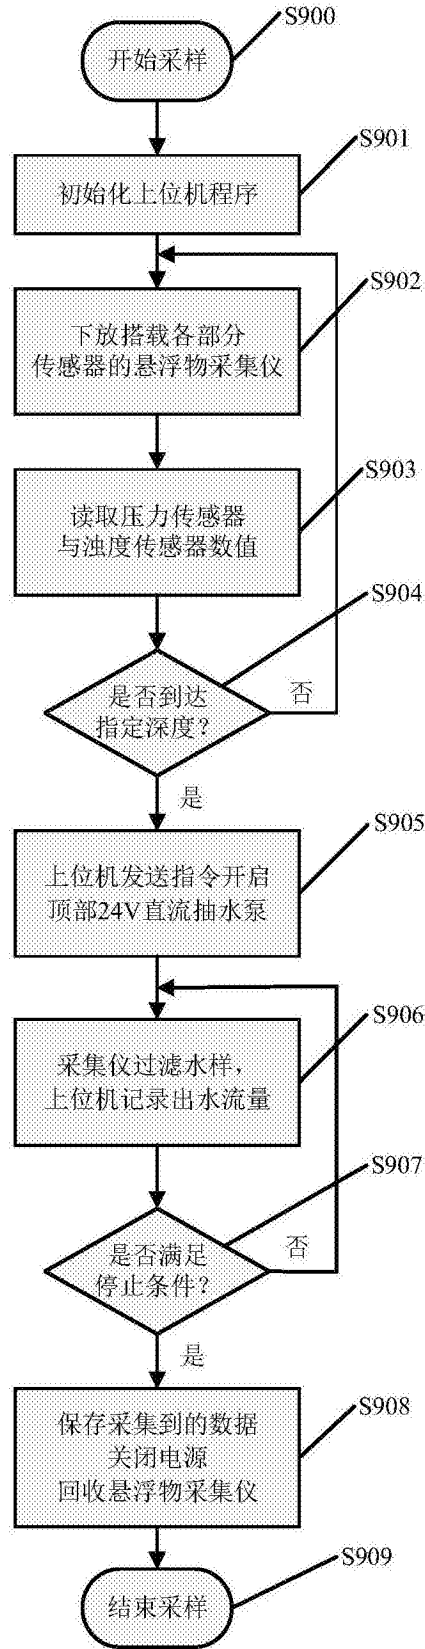 S900
开始采样
S901
初始化上位机程序
S902
下放搭载各部分
传感器的悬浮物采集仪
S903
读取压力传感器
与浊度传感器数值
S904
是否到达
指定深度？
否
是
S905
上位机发送指令开启
顶部24V直流抽水泵
S906
采集仪过滤水样，
上位机记录出水流量
S907
是否满足
停止条件？
否
是
S908
保存采集到的数据
关闭电源
回收悬浮物采集仪
S909
结束采样